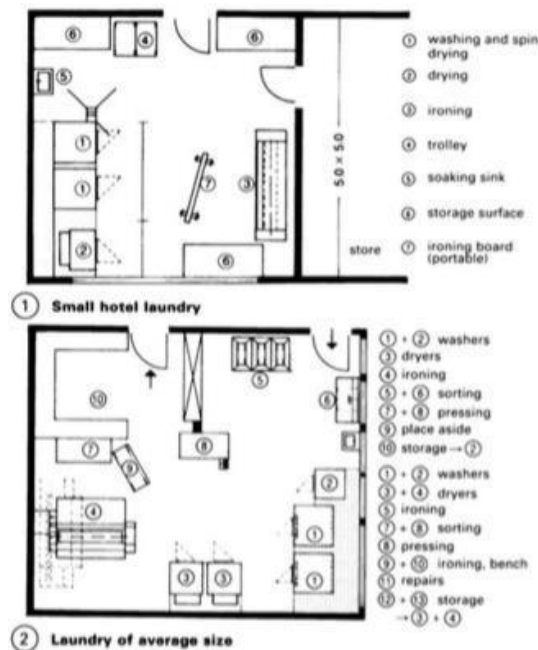 ⑥
④
⑥
① washing and spin drying
⑤
② drying
①
③ ironing
①
⑦
③
④ trolley
②
⑥
⑤ soaking sink
⑥ storage surface
store
⑦ ironing board (portable)
5.0 × 5.0
① Small hotel laundry
⑩
⑤
⑥
⑦
⑨
⑧
④
②
①
①
③
③
① + ② washers
③ dryers
④ ironing
⑤ + ⑥ sorting
⑦ + ⑧ pressing
⑨ place aside
⑩ storage → ②
① + ② washers
③ + ④ dryers
⑤ ironing
⑦ + ⑧ sorting
⑧ pressing
⑨ + ⑩ ironing, bench
⑪ repairs
⑫ + ⑬ storage
→ ③ + ④
② Laundry of average size